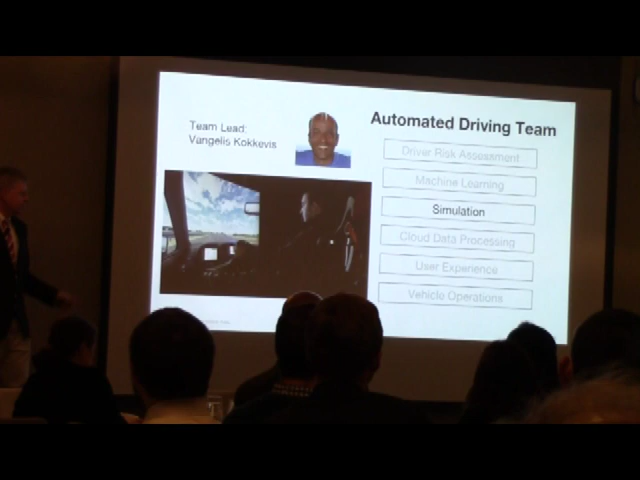 Automated Driving Team
Team Lead:
Vangelis Kokkevis
Driver Risk Assessment
Machine Learning
Simulation
Cloud Data Processing
User Experience
Vehicle Operations